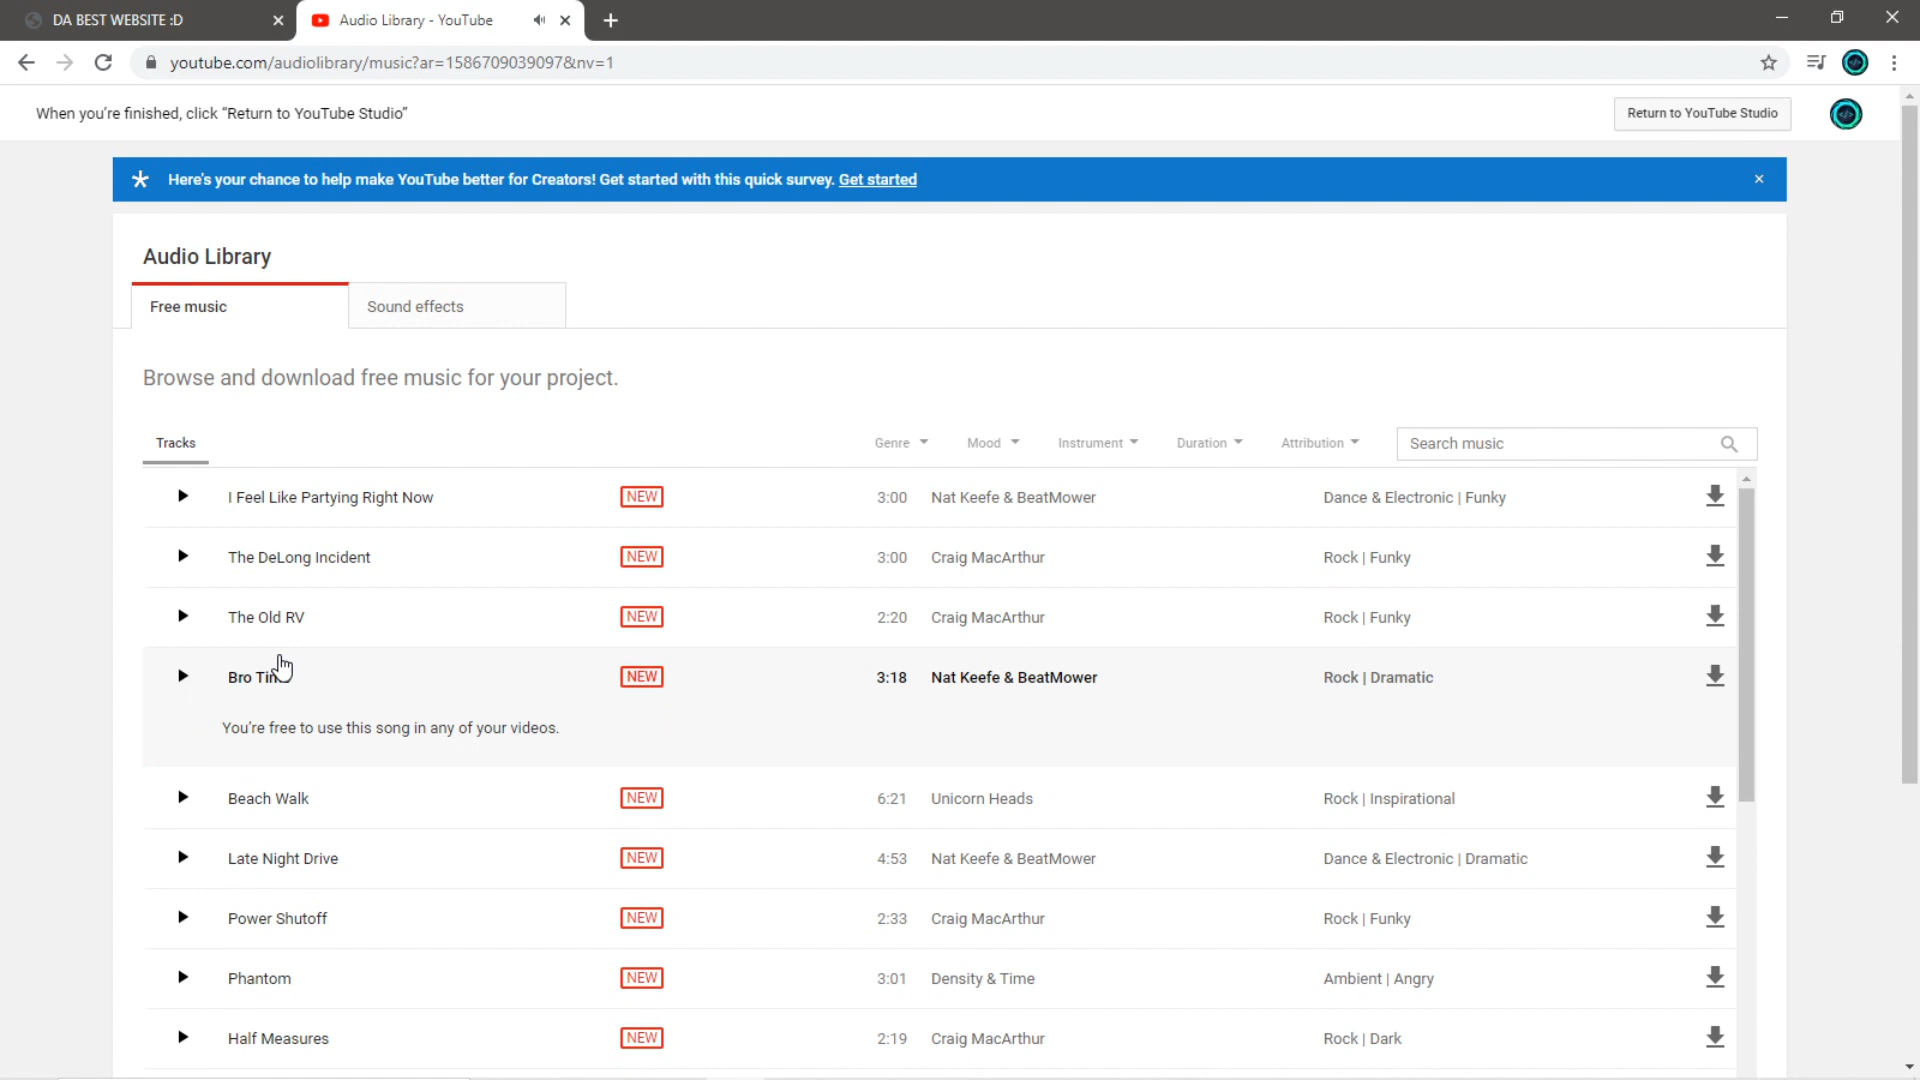 DA BEST WEBSITE :D
Audio Library - YouTube
youtube.com/audiolibrary/music?ar=1586709039097&nv=1
When you're finished, click "Return to YouTube Studio"
Return to YouTube Studio
Here's your chance to help make YouTube better for Creators! Get started with this quick survey. Get started
Audio Library
Free music
Sound effects
Browse and download free music for your project.
Tracks
Genre
Mood
Instrument
Duration
Attribution
Search music
I Feel Like Partying Right Now NEW 3:00 Nat Keefe & BeatMower Dance & Electronic | Funky
The DeLong Incident NEW 3:00 Craig MacArthur Rock | Funky
The Old RV NEW 2:20 Craig MacArthur Rock | Funky
Bro NEW 3:18 Nat Keefe & BeatMower Rock | Dramatic
You're free to use this song in any of your videos.
Beach Walk NEW 6:21 Unicorn Heads Rock | Inspirational
Late Night Drive NEW 4:53 Nat Keefe & BeatMower Dance & Electronic | Dramatic
Power Shutoff NEW 2:33 Craig MacArthur Rock | Funky
Phantom NEW 3:01 Density & Time Ambient | Angry
Half Measures NEW 2:19 Craig MacArthur Rock | Dark